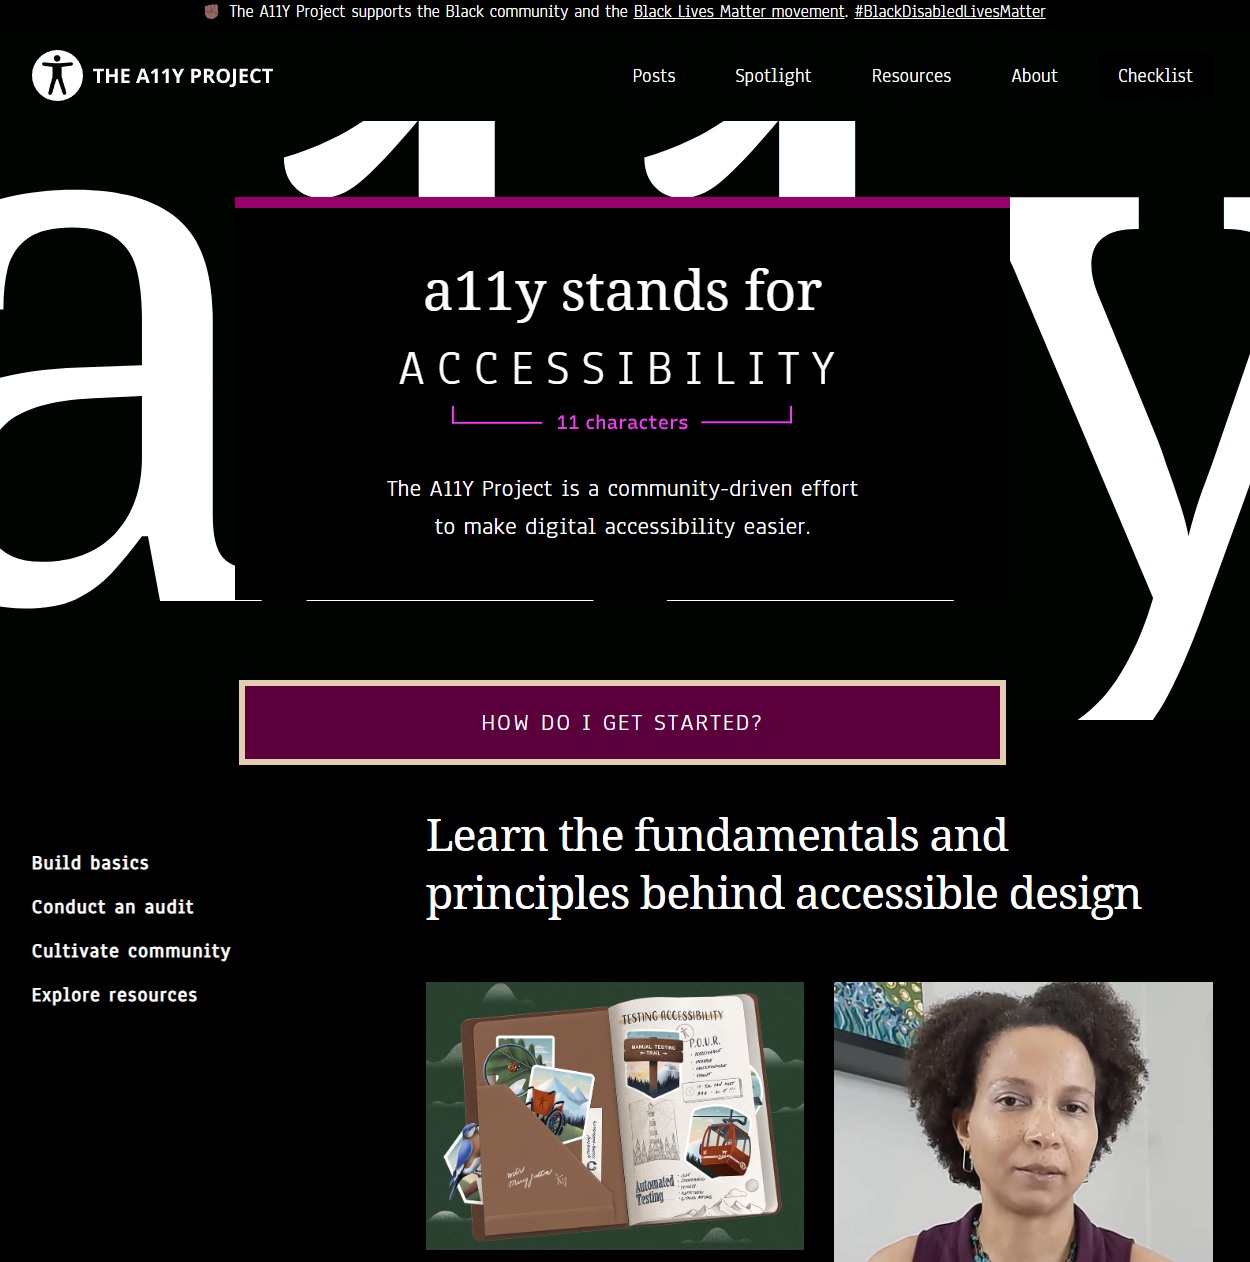 The A11Y Project supports the Black community and the Black Lives Matter movement. #BlackDisabledLivesMatter
THE A11Y PROJECT
Posts
Spotlight
Resources
About
Checklist
a11y
a11y stands for
ACCESSIBILITY
11 characters
The A11Y Project is a community-driven effort
to make digital accessibility easier.
HOW DO I GET STARTED?
Build basics
Conduct an audit
Cultivate community
Explore resources
Learn the fundamentals and
principles behind accessible design
TESTING ACCESSIBILITY
MANUAL TESTING
TRAIL
P.O.U.R.
Automated
Testing